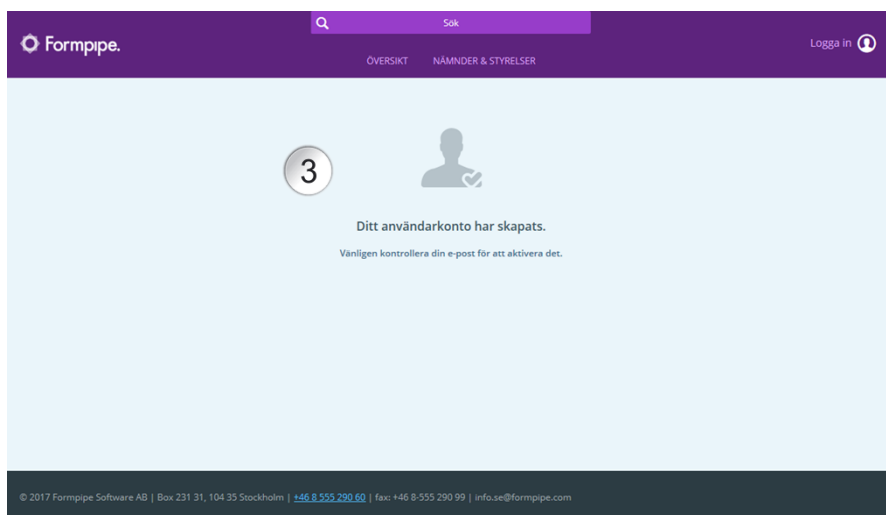 Formpipe.
Sök
Logga in
ÖVERSIKT NÄMNDER & STYRELSER
3
Ditt användarkonto har skapats.
Vänligen kontrollera din e-post för att aktivera det.
© 2017 Formpipe Software AB | Box 231 31, 104 35 Stockholm | +46 8 555 290 60 | fax: +46 8-555 290 99 | info.se@formpipe.com